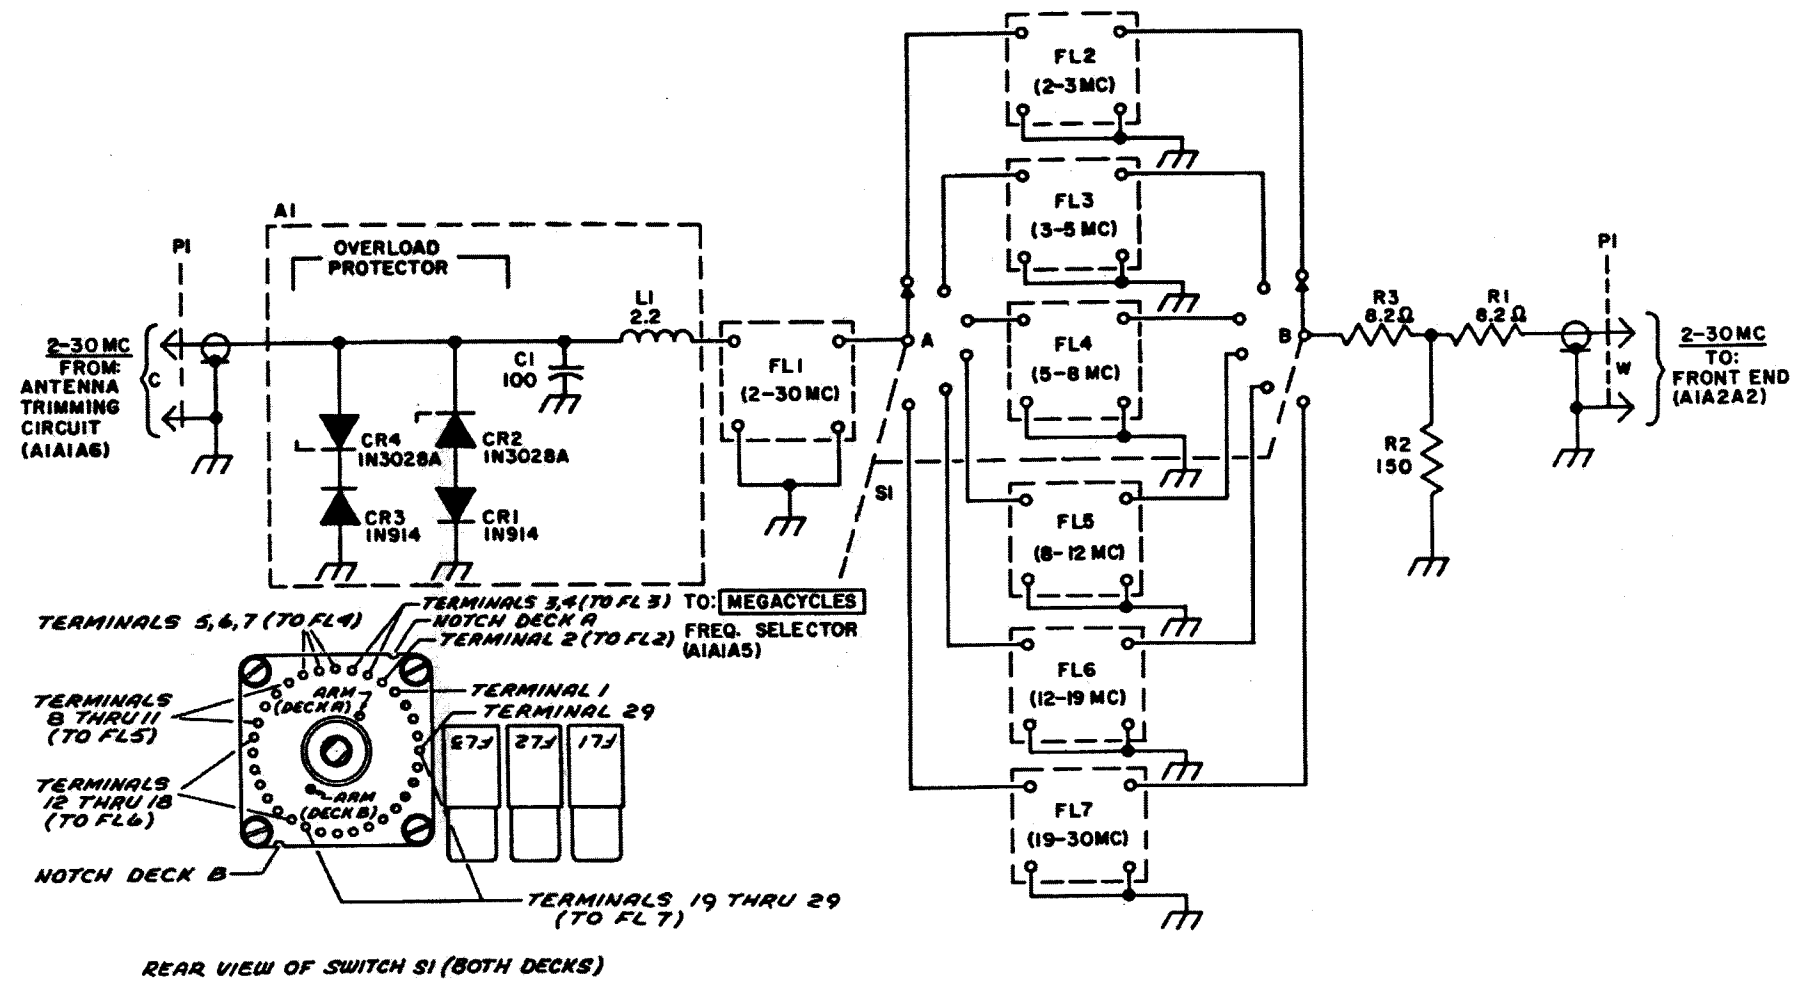 FL2
(2-3MC)
FL3
(3-5 MC)
FL4
(5-8 MC)
FL5
(8-12 MC)
FL6
(12-19 MC)
FL7
(19-30MC)
A1
OVERLOAD
PROTECTOR
P1
2-30 MC
FROM:
ANTENNA
TRIMMING
CIRCUIT
(A1A1A6)
C
L1
2.2
C1
100
CR4
1N3028A
CR2
1N3028A
CR3
1N914
CR1
1N914
FL1
(2-30 MC)
A
B
S1
R3
8.2Ω
R1
8.2Ω
R2
150
P1
W
2-30 MC
TO:
FRONT END
(A1A2A2)
TO: MEGACYCLES
FREQ. SELECTOR
(A1A1A5)
TERMINALS 5,6,7 (TO FL4)
TERMINALS 3,4 (TO FL 3)
NOTCH DECK A
TERMINAL 2 (TO FL2)
TERMINAL 1
TERMINAL 29
TERMINALS
8 THRU 11
(TO FL5)
ARM
(DECK A)
TERMINALS
12 THRU 18
(TO FL6)
ARM
(DECK B)
FL3
FL2
FL1
NOTCH DECK B
TERMINALS 19 THRU 29
(TO FL 7)
REAR VIEW OF SWITCH S1 (BOTH DECKS)